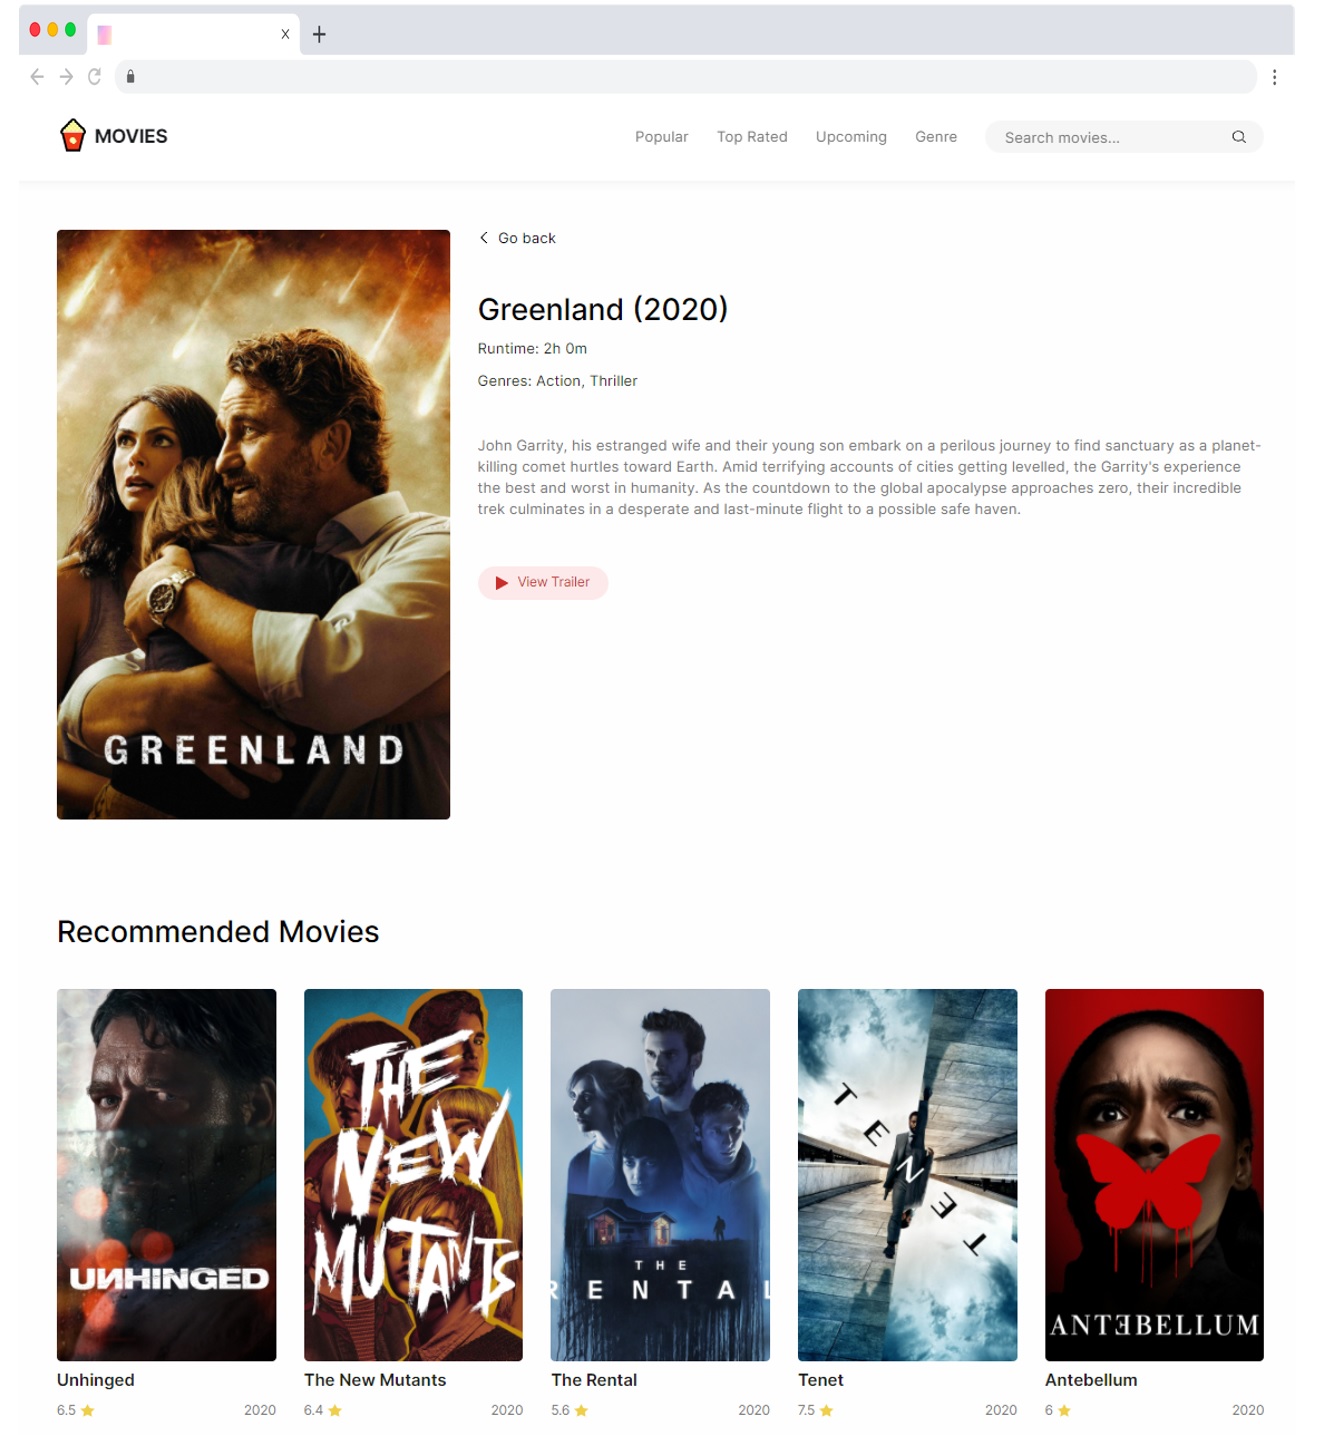 X +
MOVIES
Popular Top Rated Upcoming Genre Search movies...
Go back
Greenland (2020)
Runtime: 2h 0m
Genres: Action, Thriller
John Garrity, his estranged wife and their young son embark on a perilous journey to find sanctuary as a planet-
killing comet hurtles toward Earth. Amid terrifying accounts of cities getting levelled, the Garrity's experience
the best and worst in humanity. As the countdown to the global apocalypse approaches zero, their incredible
trek culminates in a desperate and last-minute flight to a possible safe haven.
View Trailer
GREENLAND
Recommended Movies
UNHINGED
THE
NEW
MUTANTS
THE
RENTAL
TENET
ANTEBELLUM
Unhinged The New Mutants The Rental Tenet Antebellum
6.5 2020 6.4 2020 5.6 2020 7.5 2020 6 2020